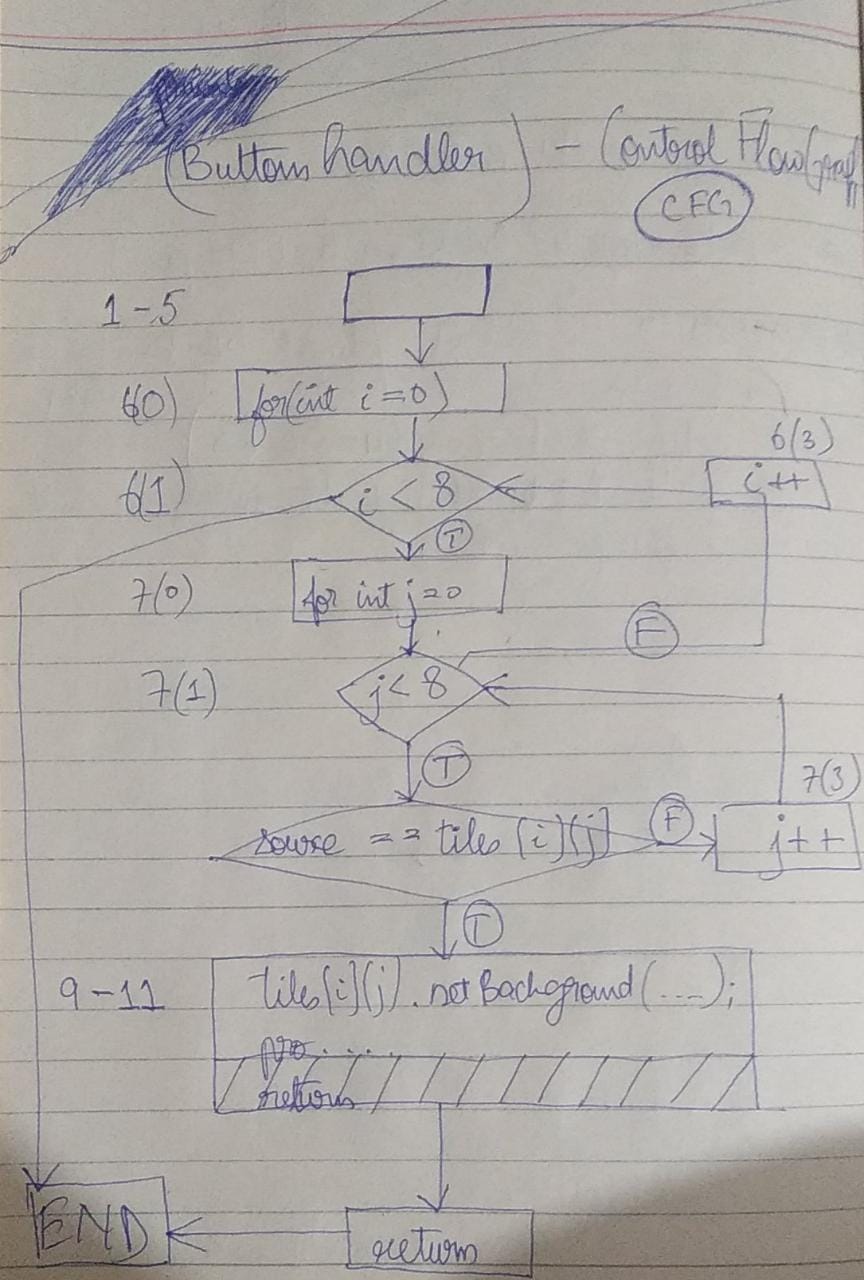 (Button handler) - Control Flow Graph
CFG
1-5
6(0) for(int i=0)
6(3)
6(1) i < 8 i++
T
7(0) for int j=0
F
7(1) j< 8
T
7(3)
source == tiles [i][j] F j++
T
9-11 tiles[i][j].setBackground(....);
pro....
return
END
return